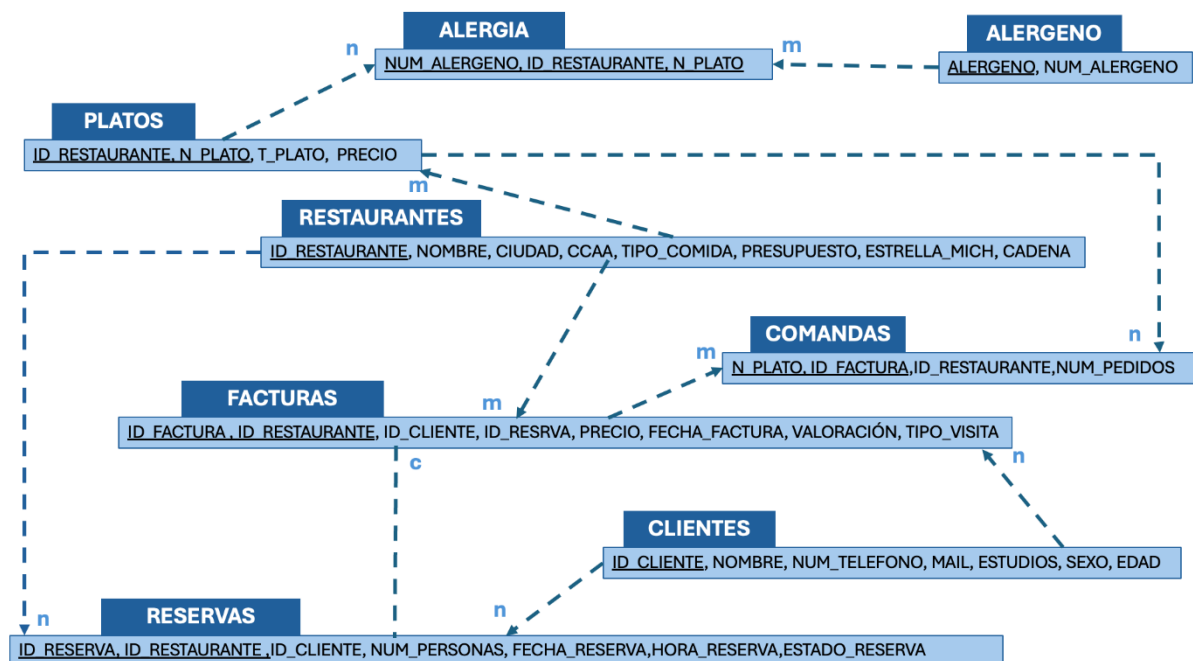 ALERGIA
ALERGENO
n
m
NUM_ALERGENO, ID_RESTAURANTE, N_PLATO
ALERGENO, NUM_ALERGENO
PLATOS
ID_RESTAURANTE, N_PLATO, T_PLATO, PRECIO
m
RESTAURANTES
ID_RESTAURANTE, NOMBRE, CIUDAD, CCAA, TIPO_COMIDA, PRESUPUESTO, ESTRELLA_MICH, CADENA
COMANDAS
n
m
N_PLATO, ID_FACTURA,ID_RESTAURANTE,NUM_PEDIDOS
FACTURAS
m
ID_FACTURA , ID_RESTAURANTE, ID_CLIENTE, ID_RESRVA, PRECIO, FECHA_FACTURA, VALORACIÓN, TIPO_VISITA
c
n
CLIENTES
ID_CLIENTE, NOMBRE, NUM_TELEFONO, MAIL, ESTUDIOS, SEXO, EDAD
n
RESERVAS
n
ID_RESERVA, ID_RESTAURANTE ,ID_CLIENTE, NUM_PERSONAS, FECHA_RESERVA,HORA_RESERVA,ESTADO_RESERVA